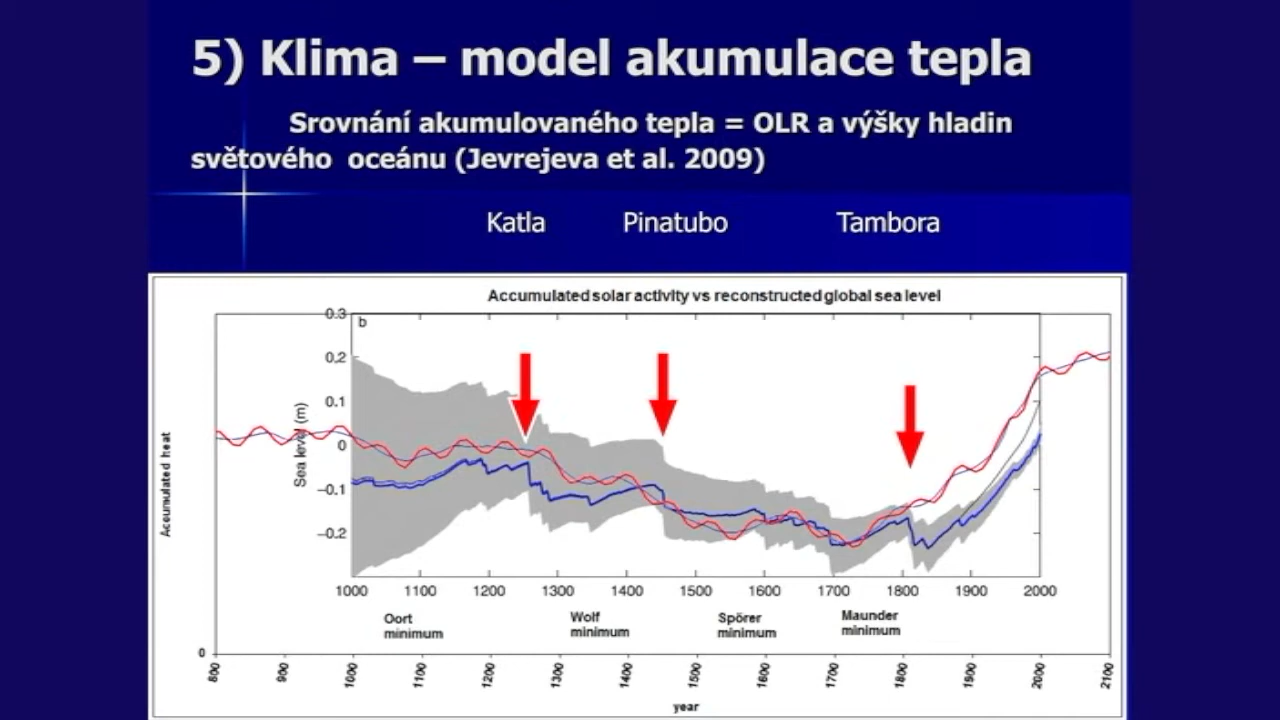 5) Klima – model akumulace tepla
Srovnání akumulovaného tepla = OLR a výšky hladin
světového oceánu (Jevrejeva et al. 2009)
Katla Pinatubo Tambora
Accumulated solar activity vs reconstructed global sea level
b
0.3
0.2
0.1
0
−0.1
−0.2
Sea level (m)
Acumulated heat
1000 1100 1200 1300 1400 1500 1600 1700 1800 1900 2000
Oort minimum
Wolf minimum
Spörer minimum
Maunder minimum
0
800 900 1000 1100 1200 1300 1400 1500 1600 1700 1800 1900 2000 2100
year